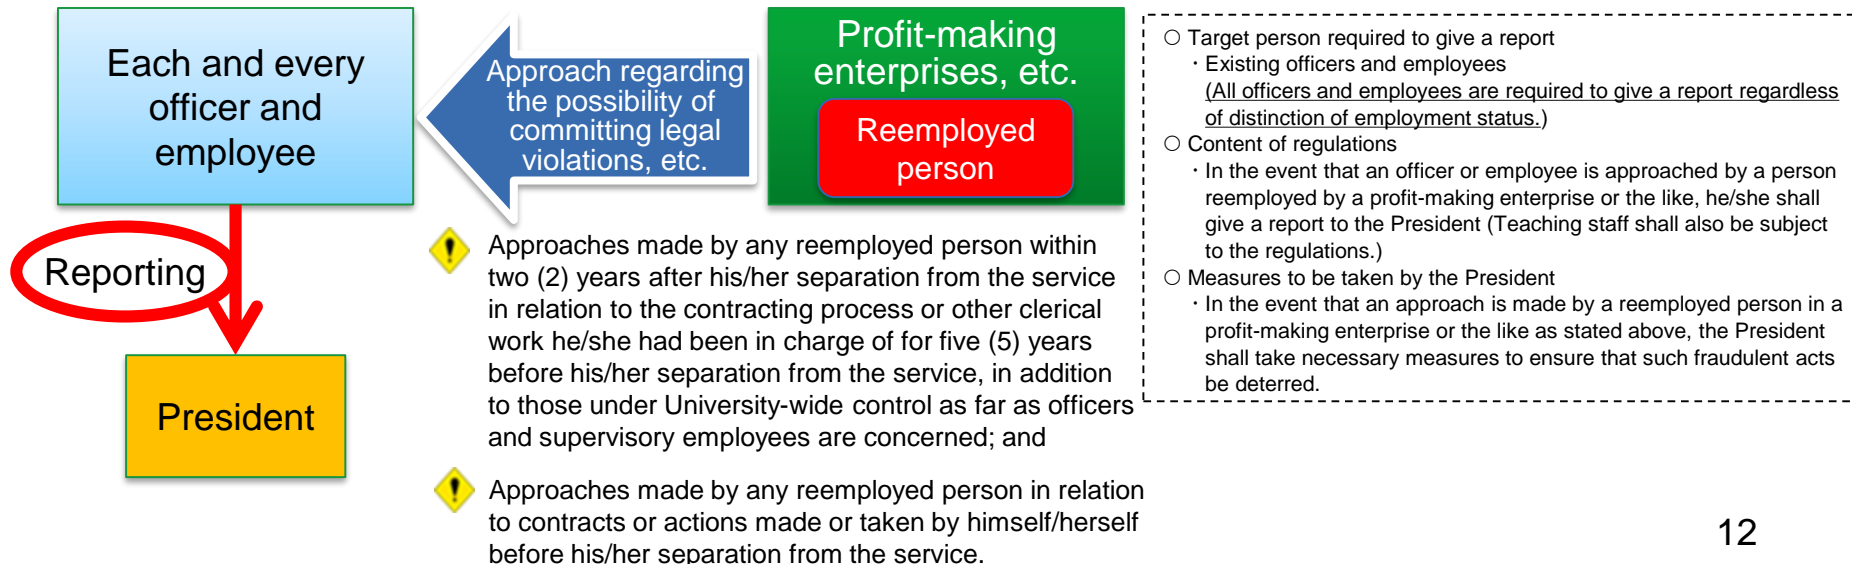 Each and every
officer and
employee
Approach regarding
the possibility of
committing legal
violations, etc.
Profit-making
enterprises, etc.
Reemployed
person
Reporting
President
Approaches made by any reemployed person within
two (2) years after his/her separation from the service
in relation to the contracting process or other clerical
work he/she had been in charge of for five (5) years
before his/her separation from the service, in addition
to those under University-wide control as far as officers
and supervisory employees are concerned; and
Approaches made by any reemployed person in relation
to contracts or actions made or taken by himself/herself
before his/her separation from the service.
○ Target person required to give a report
・Existing officers and employees
(All officers and employees are required to give a report regardless
of distinction of employment status.)
○ Content of regulations
・In the event that an officer or employee is approached by a person
reemployed by a profit-making enterprise or the like, he/she shall
give a report to the President (Teaching staff shall also be subject
to the regulations.)
○ Measures to be taken by the President
・In the event that an approach is made by a reemployed person in a
profit-making enterprise or the like as stated above, the President
shall take necessary measures to ensure that such fraudulent acts
be deterred.
12